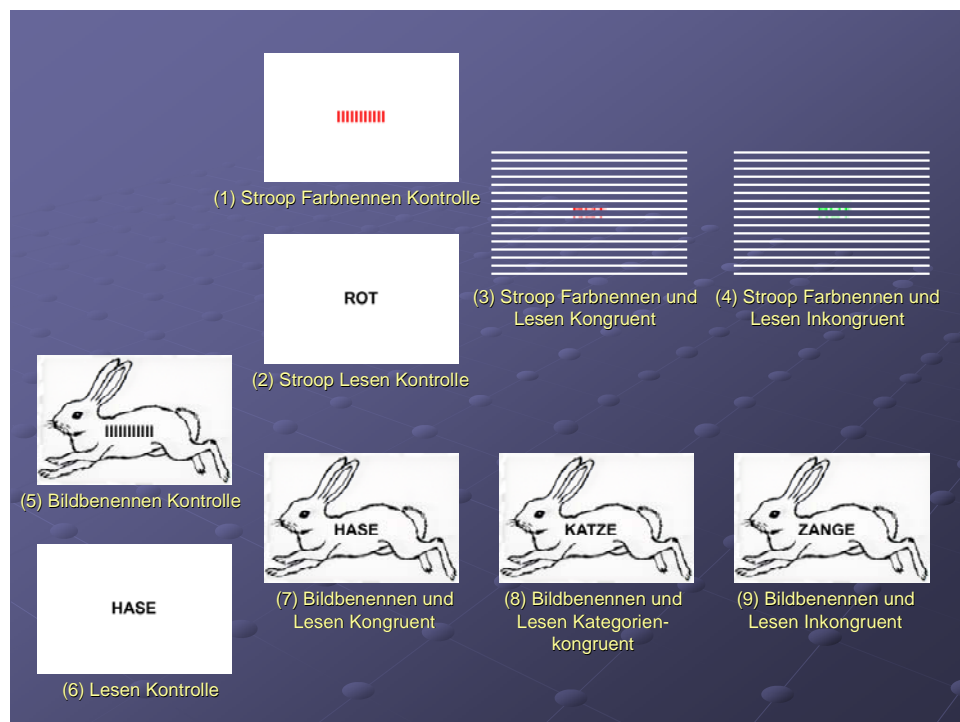 (1) Stroop Farbnennen Kontrolle
ROT
(2) Stroop Lesen Kontrolle
(3) Stroop Farbnennen und
Lesen Kongruent
(4) Stroop Farbnennen und
Lesen Inkongruent
(5) Bildbenennen Kontrolle
HASE
(6) Lesen Kontrolle
HASE
(7) Bildbenennen und
Lesen Kongruent
KATZE
(8) Bildbenennen und
Lesen Kategorien-
kongruent
ZANGE
(9) Bildbenennen und
Lesen Inkongruent